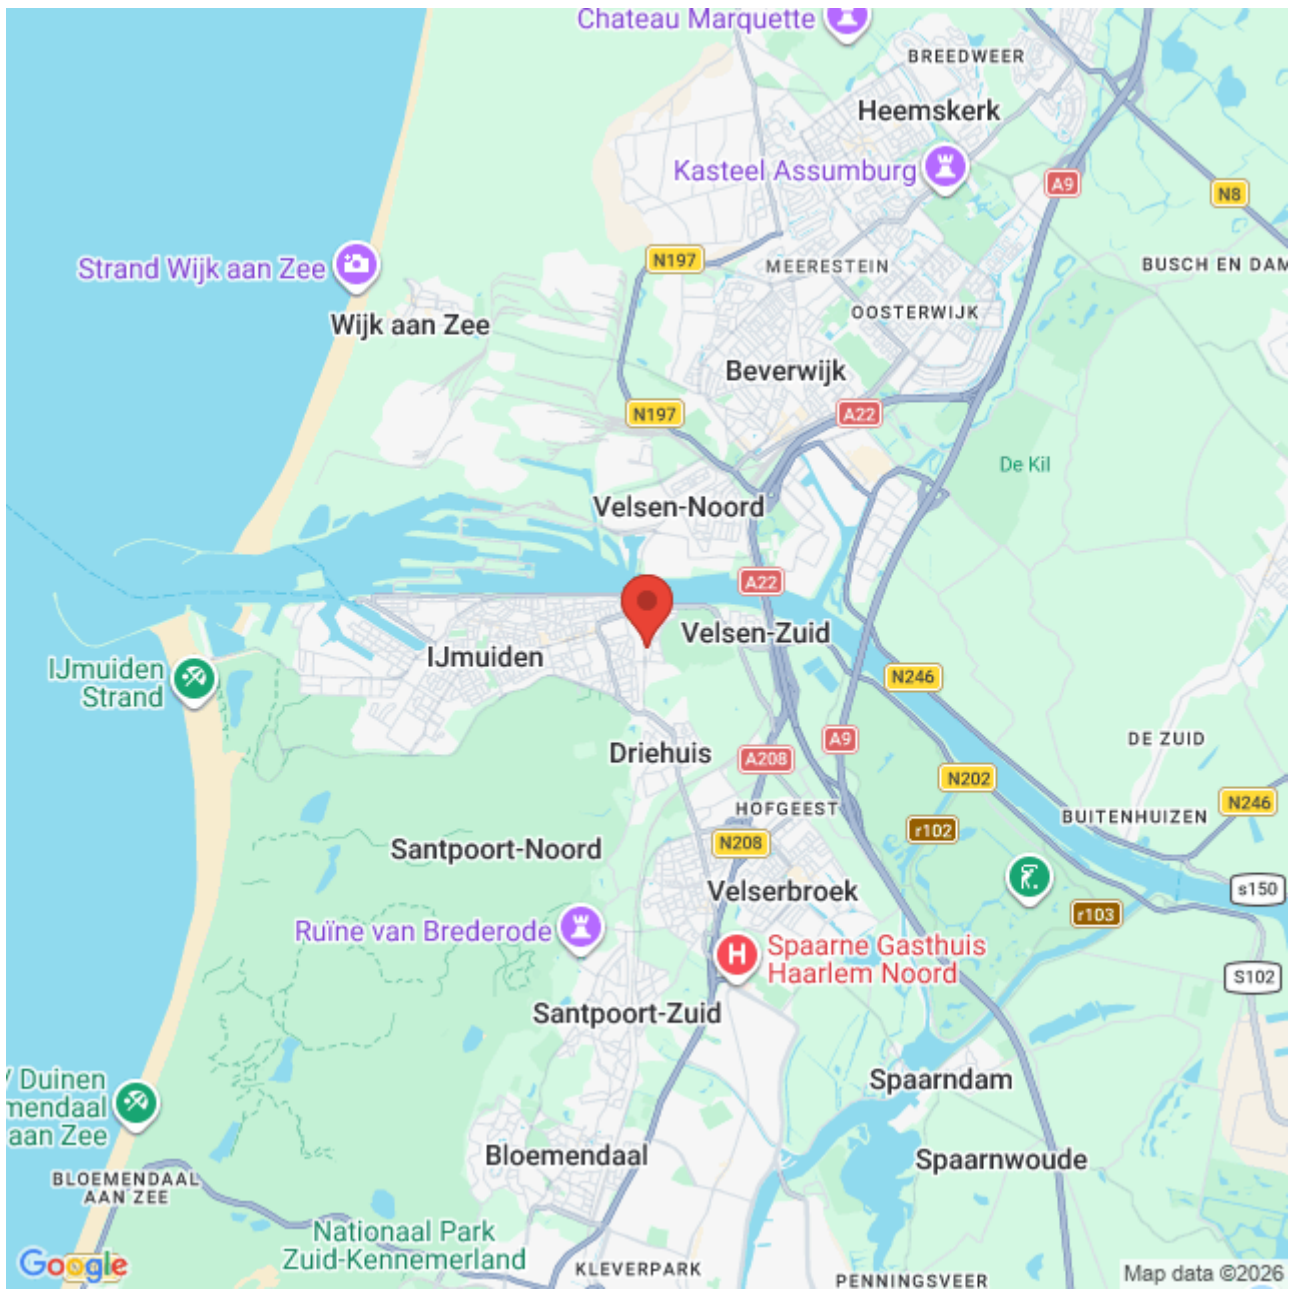 Chateau Marquette
BREEDWEER
Heemskerk
Kasteel Assumburg
A9
N8
N197
MEERESTEIN
BUSCH EN DAM
Strand Wijk aan Zee
OOSTERWIJK
Wijk aan Zee
Beverwijk
N197
A22
De Kil
Velsen-Noord
A22
Velsen-Zuid
IJmuiden
IJmuiden
Strand
N246
Driehuis
A9
DE ZUID
A208
N202
HOFGEEST
N246
BUITENHUIZEN
r102
N208
Santpoort-Noord
Velserbroek
s150
r103
Ruïne van Brederode
Spaarne Gasthuis
Haarlem Noord
S102
Santpoort-Zuid
Spaarndam
/ Duinen
mendaal
aan Zee
Bloemendaal
Spaarnwoude
BLOEMENDAAL
AAN ZEE
Nationaal Park
Zuid-Kennemerland
Google
KLEVERPARK
PENNINGSVEER
Map data ©2026